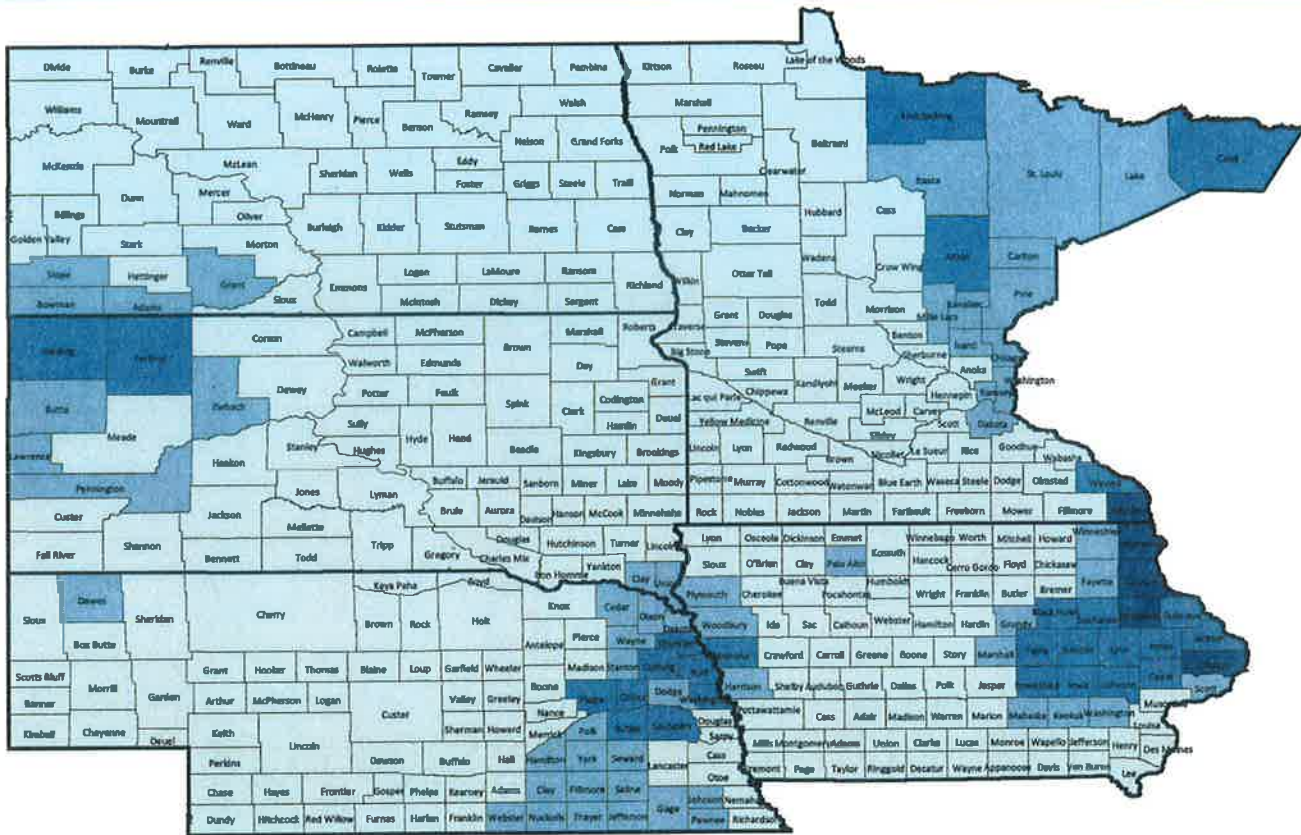 Divide Burke Renville Bottineau Rolette Towner Cavalier Pembina Kittson Roseau Lake of the Woods
Williams Mountrail Ward McHenry Pierce Benson Ramsey Walsh Marshall
Pennington
Red Lake
Nelson Grand Forks Polk Beltrami Koochiching Cook
McKenzie McLean Sheridan Wells Eddy Clearwater Itasca St. Louis Lake
Dunn Mercer Foster Griggs Steele Traill Norman Mahnomen
Billings Oliver Hubbard Cass
Golden Valley Stark Morton Burleigh Kidder Stutsman Barnes Cass Clay Becker
Slope Hettinger Grant Logan LaMoure Ransom Wadena Crow Wing Aitkin Carlton
Bowman Adams Sioux Emmons McIntosh Dickey Sargent Richland Wilkin Otter Tail Pine
Todd Morrison Mille Lacs Kanabec
Grant Douglas Benton
Harding Perkins Corson Campbell McPherson Brown Marshall Roberts Traverse Stevens Pope Stearns Sherburne Isanti Chisago
Walworth Edmunds Day Big Stone Swift Anoka Washington
Butte Ziebach Dewey Potter Faulk Spink Grant Lac qui Parle Chippewa Kandiyohi Meeker Wright Hennepin Ramsey
Meade Sully Clark Codington Deuel McLeod Carver Scott Dakota
Hamlin Yellow Medicine Renville Sibley
Lawrence Stanley Hughes Hyde Hand Beadle Kingsbury Brookings Lincoln Lyon Redwood Brown Nicollet Le Sueur Rice Goodhue Wabasha
Pennington Haakon Jones Lyman Buffalo Jerauld Sanborn Miner Lake Moody Pipestone Murray Cottonwood Watonwan Blue Earth Waseca Steele Dodge Olmsted Winona
Custer Jackson Brule Aurora Davison Hanson McCook Minnehaha Rock Nobles Jackson Martin Faribault Freeborn Mower Fillmore
Fall River Shannon Bennett Mellette Todd Tripp Gregory Douglas Charles Mix Hutchinson Turner Lincoln
Bon Homme Yankton Clay Union
Lyon Osceola Dickinson Emmet Kossuth Winnebago Worth Mitchell Howard Winneshiek
Sioux O'Brien Clay Palo Alto Hancock Cerro Gordo Floyd Chickasaw
Sioux Dawes Sheridan Cherry Keya Paha Boyd Knox Cedar Dixon Dakota Plymouth Cherokee Buena Vista Pocahontas Humboldt Wright Franklin Butler Bremer Fayette
Box Butte Brown Rock Holt Antelope Pierce Wayne Woodbury Ida Sac Calhoun Webster Hamilton Hardin Grundy Black Hawk Buchanan
Scotts Bluff Morrill Garden Grant Hooker Thomas Blaine Loup Garfield Wheeler Madison Stanton Cuming Crawford Carroll Greene Boone Story Marshall Tama Benton Linn Jones
Banner Arthur McPherson Logan Custer Valley Greeley Boone Platte Colfax Dodge Washington Harrison Shelby Audubon Guthrie Dallas Polk Jasper Poweshiek Iowa Johnson Cedar Scott
Kimball Cheyenne Deuel Keith Lincoln Sherman Howard Nance Merrick Polk Butler Saunders Douglas Sarpy Pottawattamie Cass Adair Madison Warren Marion Mahaska Keokuk Washington Louisa
Perkins Dawson Buffalo Hall Hamilton York Seward Lancaster Cass Otoe Mills Montgomery Adams Union Clarke Lucas Monroe Wapello Jefferson Henry Des Moines
Chase Hayes Frontier Gosper Phelps Kearney Adams Clay Fillmore Saline Gage Johnson Nemaha Page Taylor Ringgold Decatur Wayne Appanoose Davis Van Buren Lee
Dundy Hitchcock Red Willow Furnas Harlan Franklin Webster Nuckolls Thayer Jefferson Pawnee Richardson